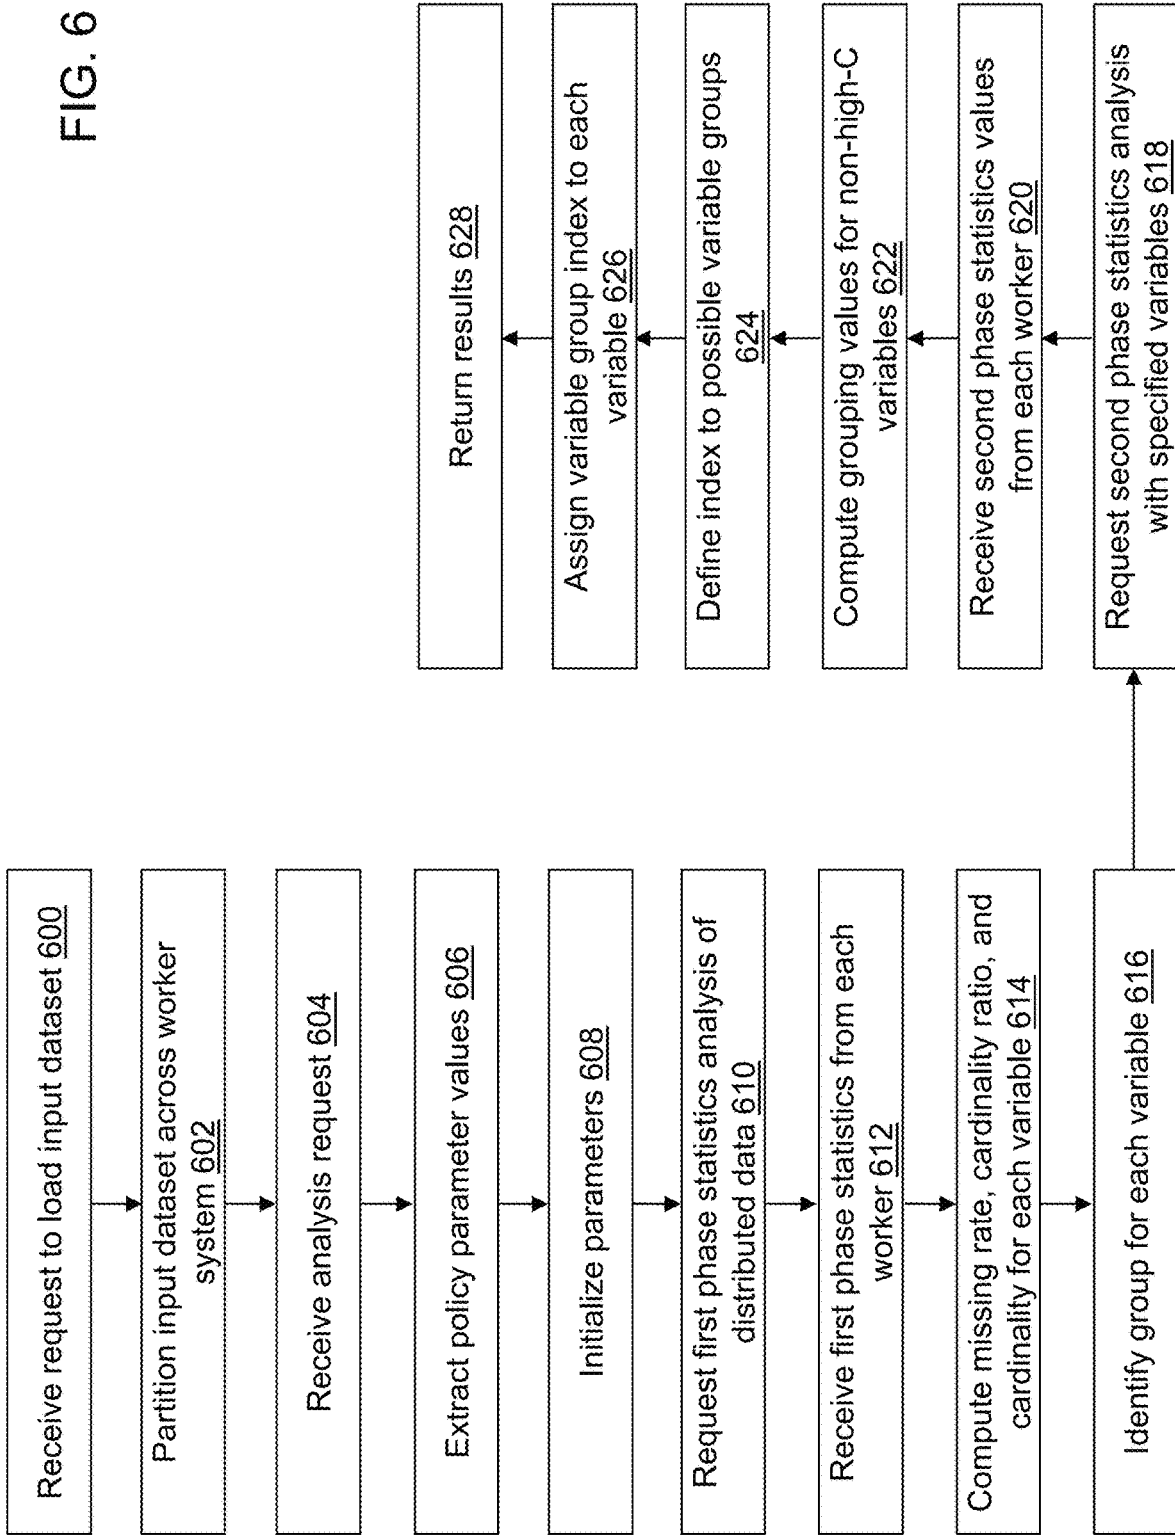 FIG. 6
Receive request to load input dataset 600
Partition input dataset across worker
system 602
Receive analysis request 604
Extract policy parameter values 606
Initialize parameters 608
Request first phase statistics analysis of
distributed data 610
Receive first phase statistics from each
worker 612
Compute missing rate, cardinality ratio, and
cardinality for each variable 614
Identify group for each variable 616
Request second phase statistics analysis
with specified variables 618
Receive second phase statistics values
from each worker 620
Compute grouping values for non-high-C
variables 622
Define index to possible variable groups
624
Assign variable group index to each
variable 626
Return results 628